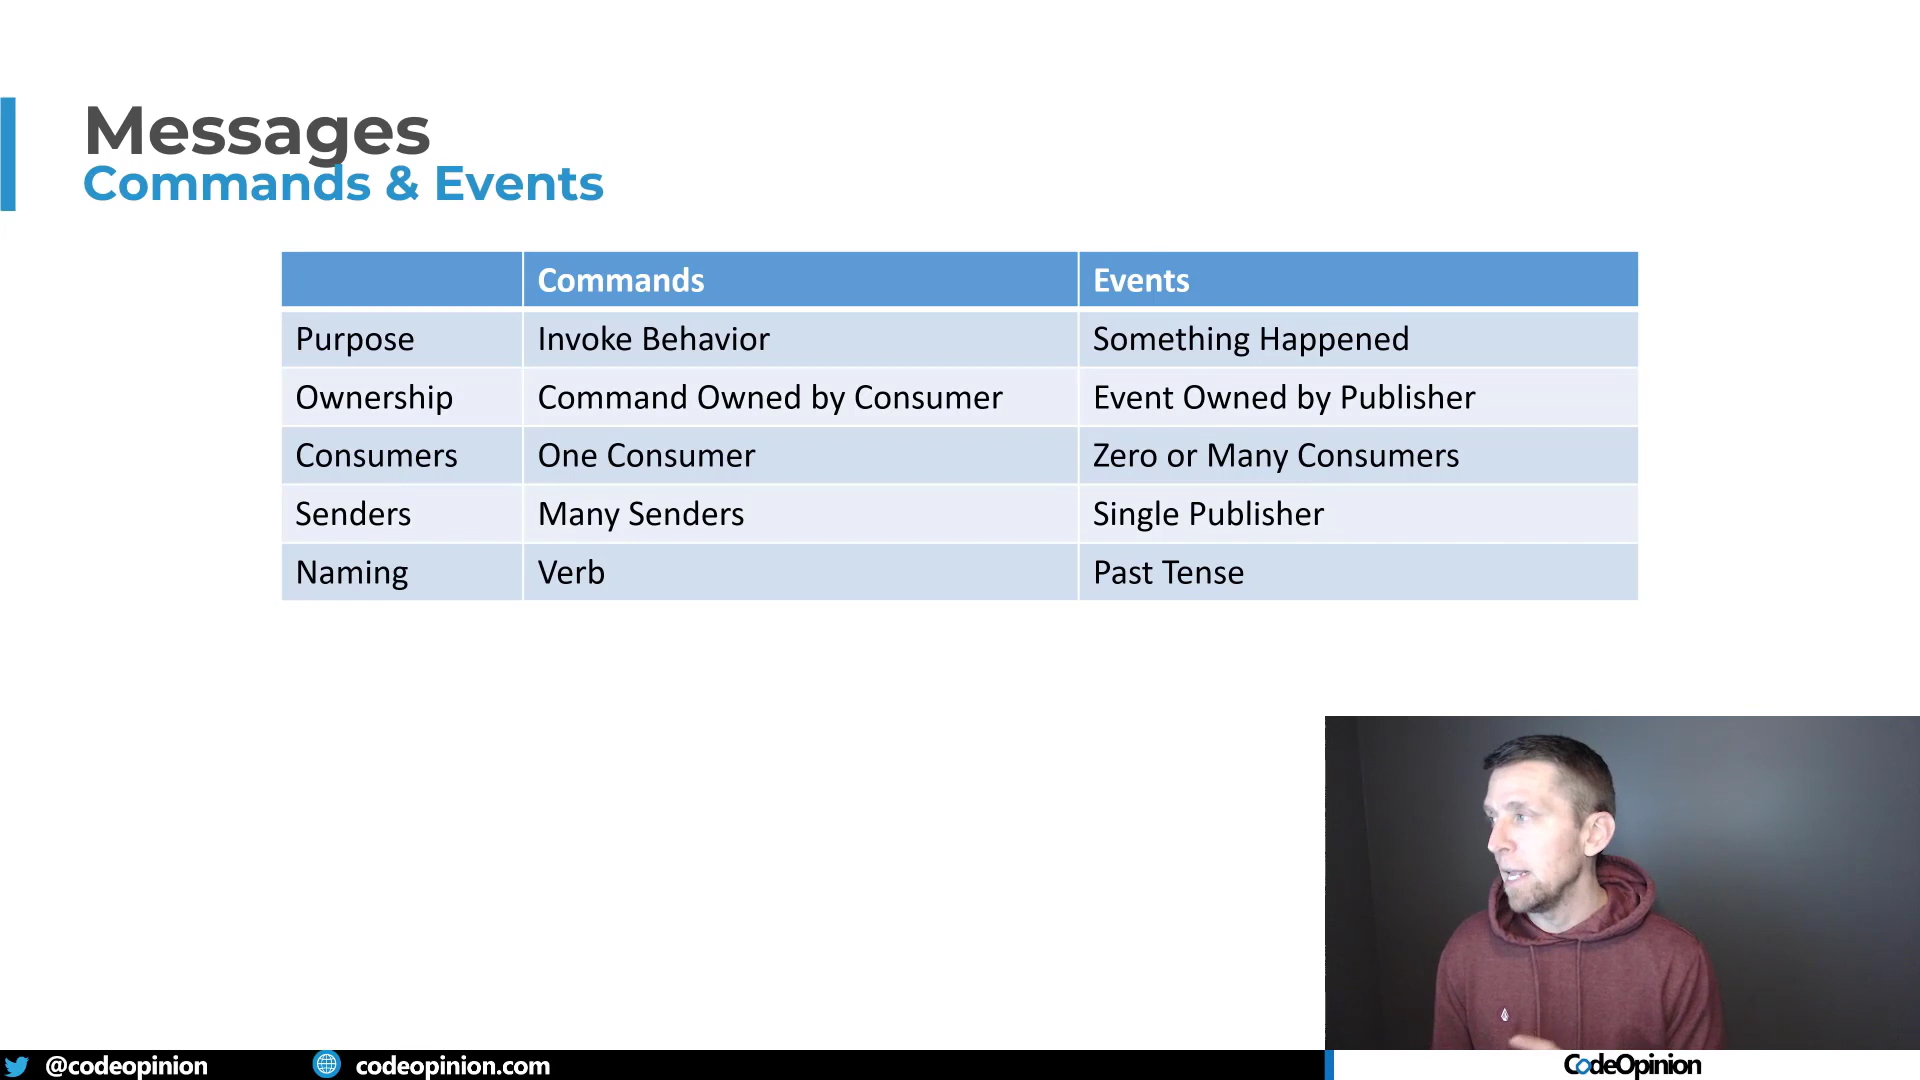 Messages
Commands & Events
Commands Events
Purpose Invoke Behavior Something Happened
Ownership Command Owned by Consumer Event Owned by Publisher
Consumers One Consumer Zero or Many Consumers
Senders Many Senders Single Publisher
Naming Verb Past Tense
@codeopinion codeopinion.com CodeOpinion